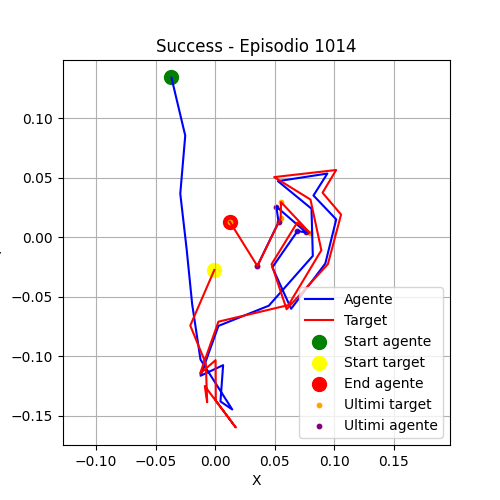 Success - Episodio 1014
0.10
0.05
0.00
−0.05
−0.10
−0.15
−0.10
−0.05
0.00
0.05
0.10
0.15
X
Agente
Target
Start agente
Start target
End agente
Ultimi target
Ultimi agente